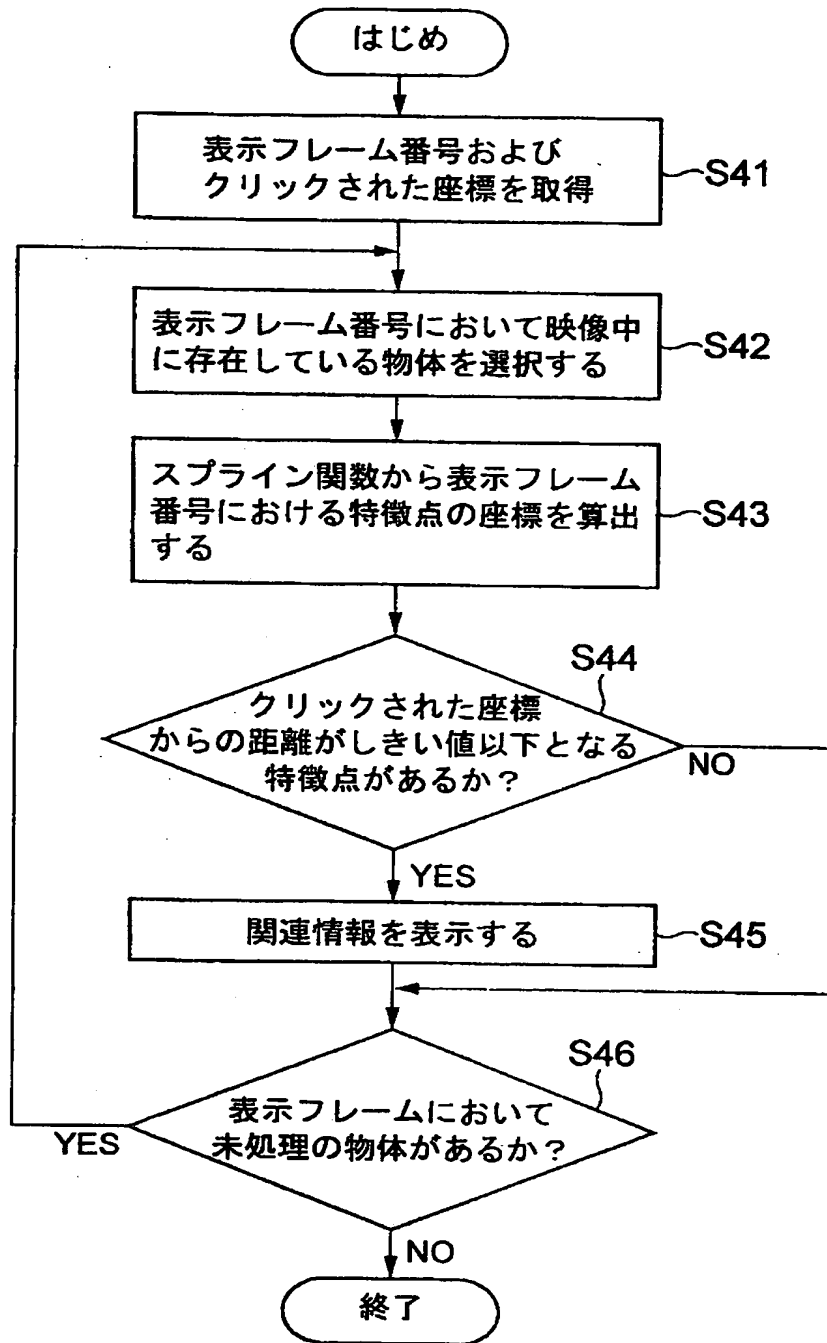 はじめ
表示フレーム番号および
クリックされた座標を取得
S41
表示フレーム番号において映像中
に存在している物体を選択する
S42
スプライン関数から表示フレーム
番号における特徴点の座標を算出
する
S43
S44
クリックされた座標
からの距離がしきい値以下となる
特徴点があるか?
NO
YES
関連情報を表示する
S45
S46
表示フレームにおいて
未処理の物体があるか?
YES
NO
終了